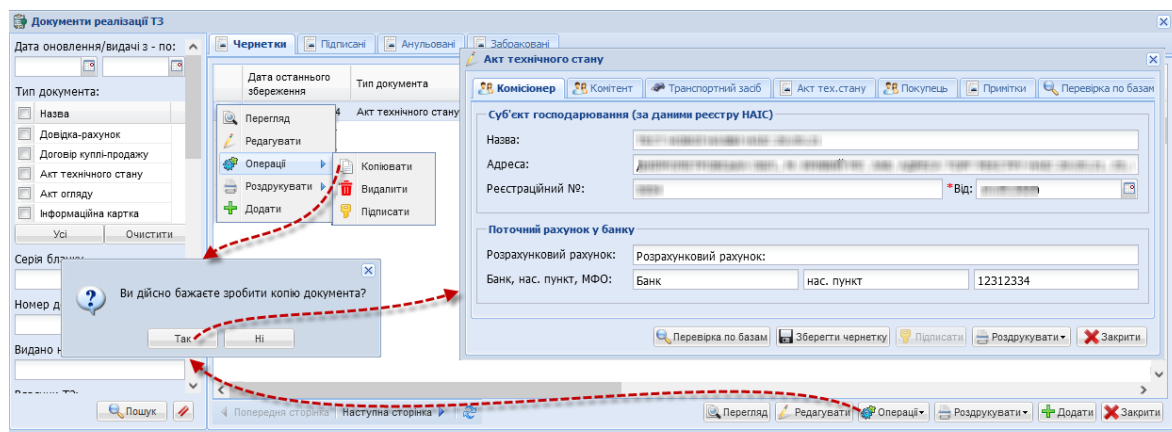 Документи реалізації ТЗ
Дата оновлення/видачі з - по:
Тип документа:
Назва
Довідка-рахунок
Договір куплі-продажу
Акт технічного стану
Акт огляду
Інформаційна картка
Усі Очистити
Серія бланку
Номер д
Видано н
Пошук
Чернетки Підписані Анульовані Забраковані
Дата останнього збереження Тип документа
4 Акт технічного стану
Перегляд
Редагувати
Операції
Роздрукувати
Додати
Копіювати
Видалити
Підписати
Ви дійсно бажаєте зробити копію документа?
Так Ні
Акт технічного стану
Комісіонер Комітент Транспортний засіб Акт тех.стану Покупець Примітки Перевірка по базам
Суб'єкт господарювання (за даними реєстру НАІС)
Назва:
Адреса:
Реєстраційний №: *Від:
Поточний рахунок у банку
Розрахунковий рахунок: Розрахунковий рахунок:
Банк, нас. пункт, МФО: Банк нас. пункт 12312334
Перевірка по базам Зберегти чернетку Підписати Роздрукувати Закрити
Попередня сторінка Наступна сторінка
Перегляд Редагувати Операції Роздрукувати Додати Закрити